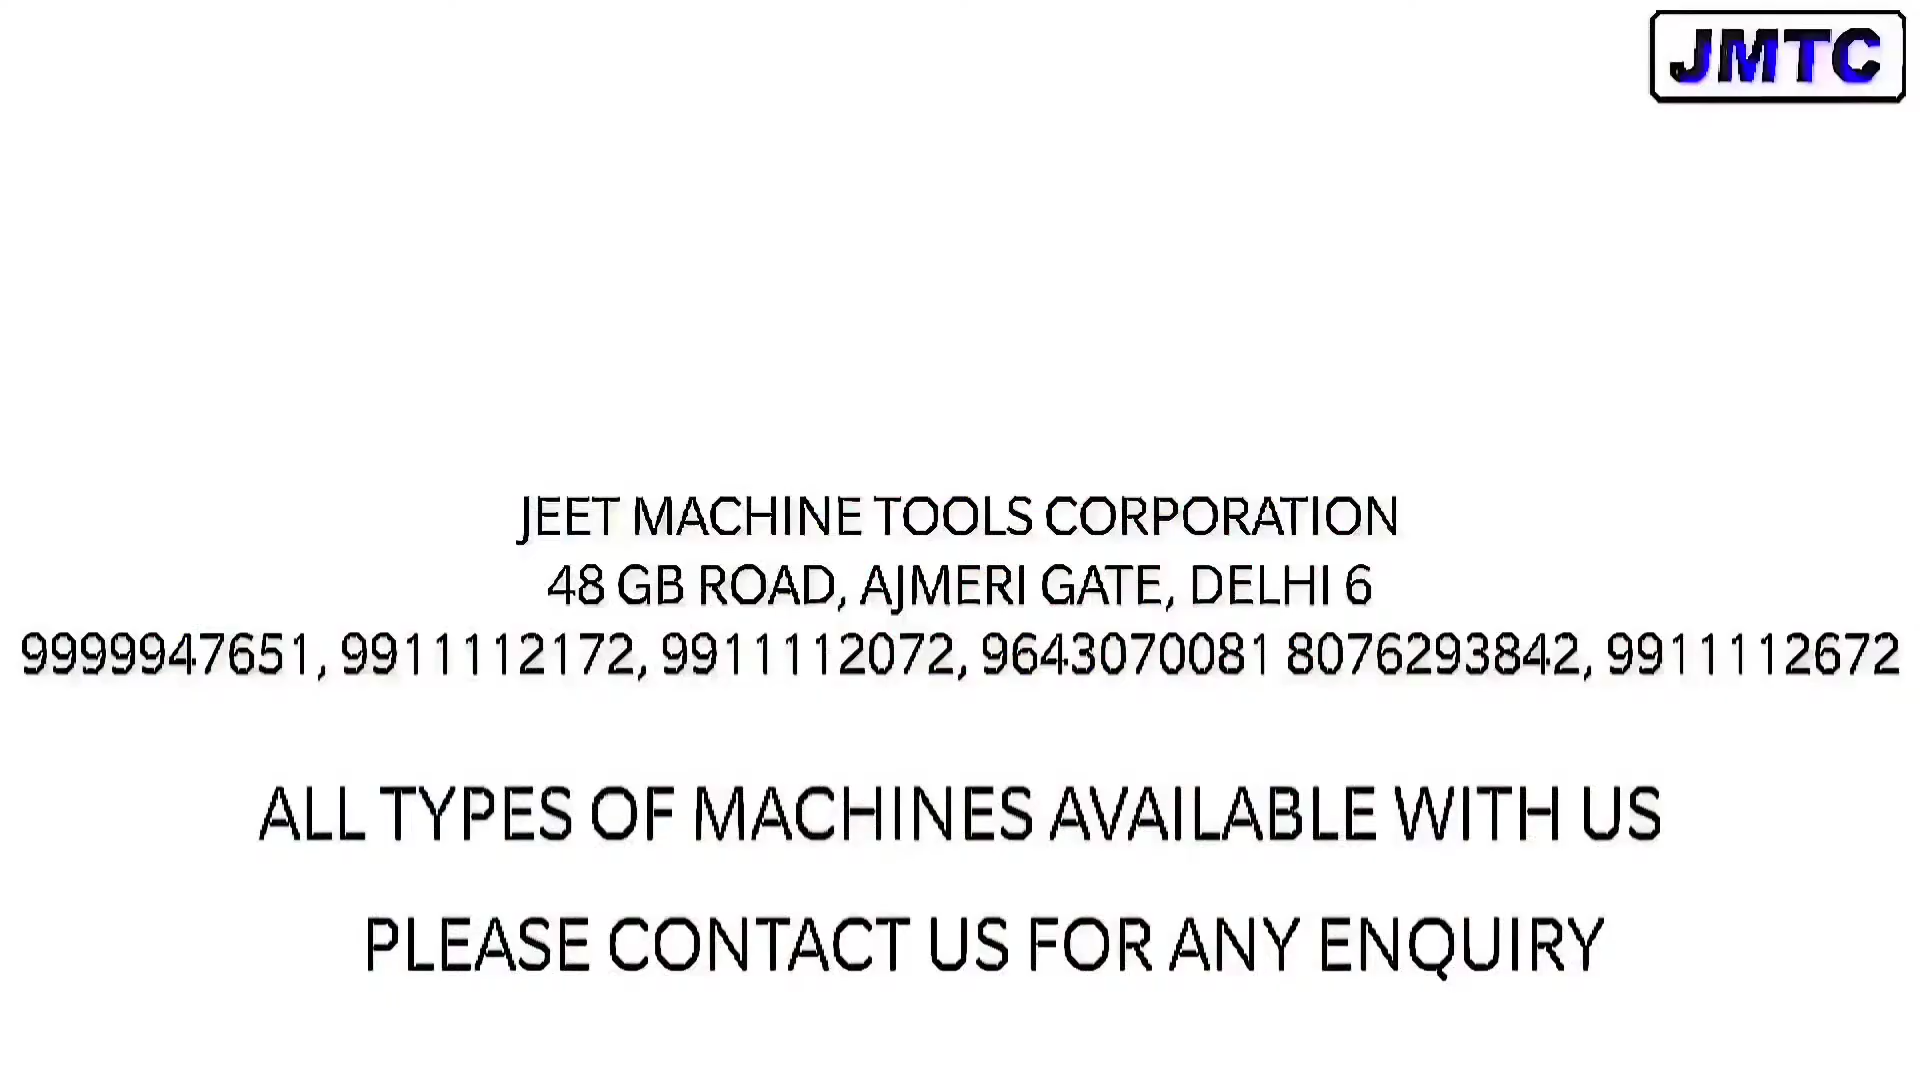 JMTC
JEET MACHINE TOOLS CORPORATION
48 GB ROAD, AJMERI GATE, DELHI 6
9999947651, 9911112172, 9911112072, 9643070081 8076293842, 9911112672
ALL TYPES OF MACHINES AVAILABLE WITH US
PLEASE CONTACT US FOR ANY ENQUIRY